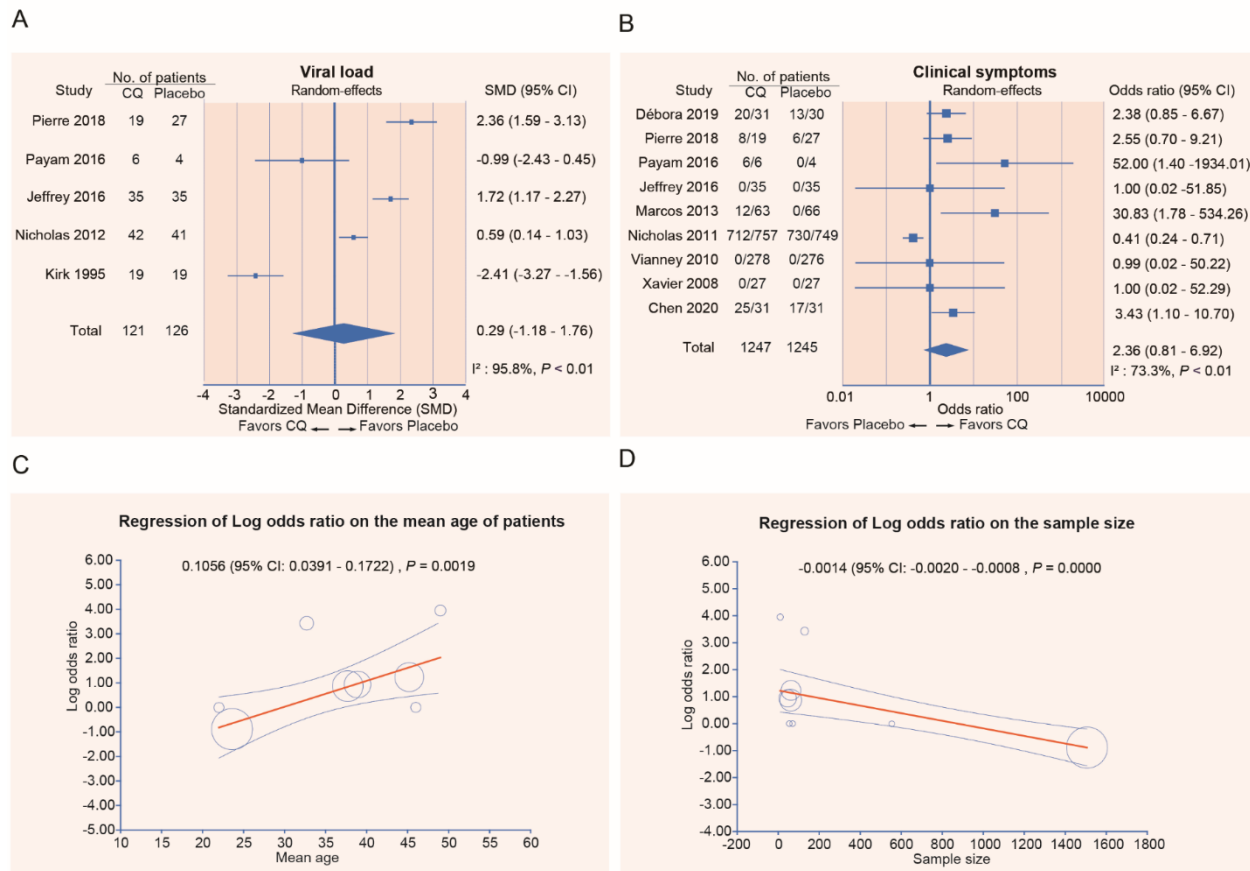 A
Viral load
No. of patients
Study CQ Placebo Random-effects SMD (95% CI)
Pierre 2018 19 27 2.36 (1.59 - 3.13)
Payam 2016 6 4 -0.99 (-2.43 - 0.45)
Jeffrey 2016 35 35 1.72 (1.17 - 2.27)
Nicholas 2012 42 41 0.59 (0.14 - 1.03)
Kirk 1995 19 19 -2.41 (-3.27 - -1.56)
Total 121 126 0.29 (-1.18 - 1.76)
I² : 95.8%, P < 0.01
-4 -3 -2 -1 0 1 2 3 4
Standardized Mean Difference (SMD)
Favors CQ ← → Favors Placebo
B
Clinical symptoms
No. of patients
Study CQ Placebo Random-effects Odds ratio (95% CI)
Débora 2019 20/31 13/30 2.38 (0.85 - 6.67)
Pierre 2018 8/19 6/27 2.55 (0.70 - 9.21)
Payam 2016 6/6 0/4 52.00 (1.40 -1934.01)
Jeffrey 2016 0/35 0/35 1.00 (0.02 -51.85)
Marcos 2013 12/63 0/66 30.83 (1.78 - 534.26)
Nicholas 2011 712/757 730/749 0.41 (0.24 - 0.71)
Vianney 2010 0/278 0/276 0.99 (0.02 - 50.22)
Xavier 2008 0/27 0/27 1.00 (0.02 - 52.29)
Chen 2020 25/31 17/31 3.43 (1.10 - 10.70)
Total 1247 1245 2.36 (0.81 - 6.92)
I² : 73.3%, P < 0.01
0.01 1 100 10000
Odds ratio
Favors Placebo ← → Favors CQ
C
Regression of Log odds ratio on the mean age of patients
0.1056 (95% CI: 0.0391 - 0.1722) , P = 0.0019
6.00
5.00
4.00
3.00
2.00
1.00
0.00
-1.00
-2.00
-3.00
-4.00
-5.00
Log odds ratio
10 15 20 25 30 35 40 45 50 55 60
Mean age
D
Regression of Log odds ratio on the sample size
-0.0014 (95% CI: -0.0020 - -0.0008 , P = 0.0000
6.00
5.00
4.00
3.00
2.00
1.00
0.00
-1.00
-2.00
-3.00
-4.00
Log odds ratio
-200 0 200 400 600 800 1000 1200 1400 1600 1800
Sample size